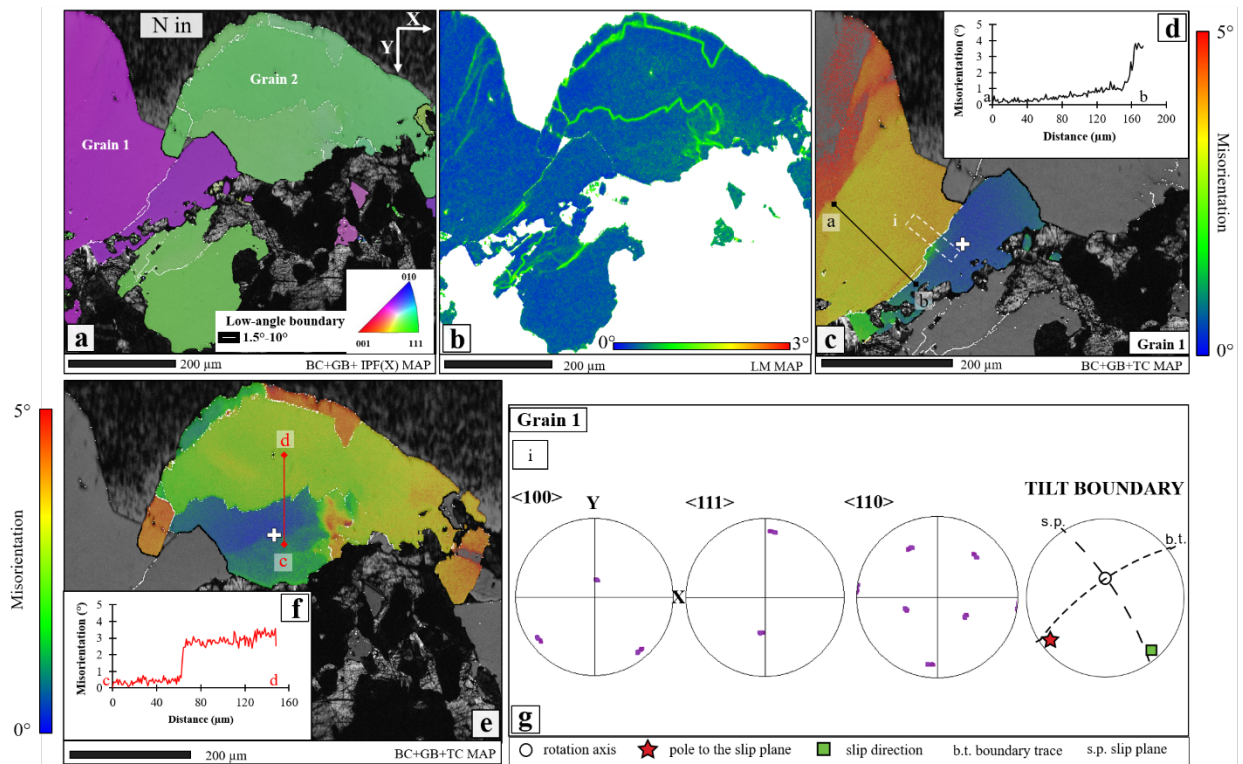 N in
X
Y
Grain 2
Grain 1
Low-angle boundary
1.5°-10°
010
001
111
a
200 µm
BC+GB+ IPF(X) MAP
b
0°
3°
200 µm
LM MAP
d
Misorientation (°)
5
4
3
2
1
0
a
b
0
40
80
120
160
200
Distance (µm)
a
i
b
c
Grain 1
200 µm
BC+GB+TC MAP
5°
Misorientation
0°
5°
Misorientation
0°
d
c
f
Misorientation (°)
5
4
3
2
1
0
c
d
0
40
80
120
160
Distance (µm)
e
200 µm
BC+GB+TC MAP
Grain 1
i
<100>
Y
X
<111>
<110>
TILT BOUNDARY
s.p.
b.t.
g
rotation axis
pole to the slip plane
slip direction
b.t. boundary trace
s.p. slip plane